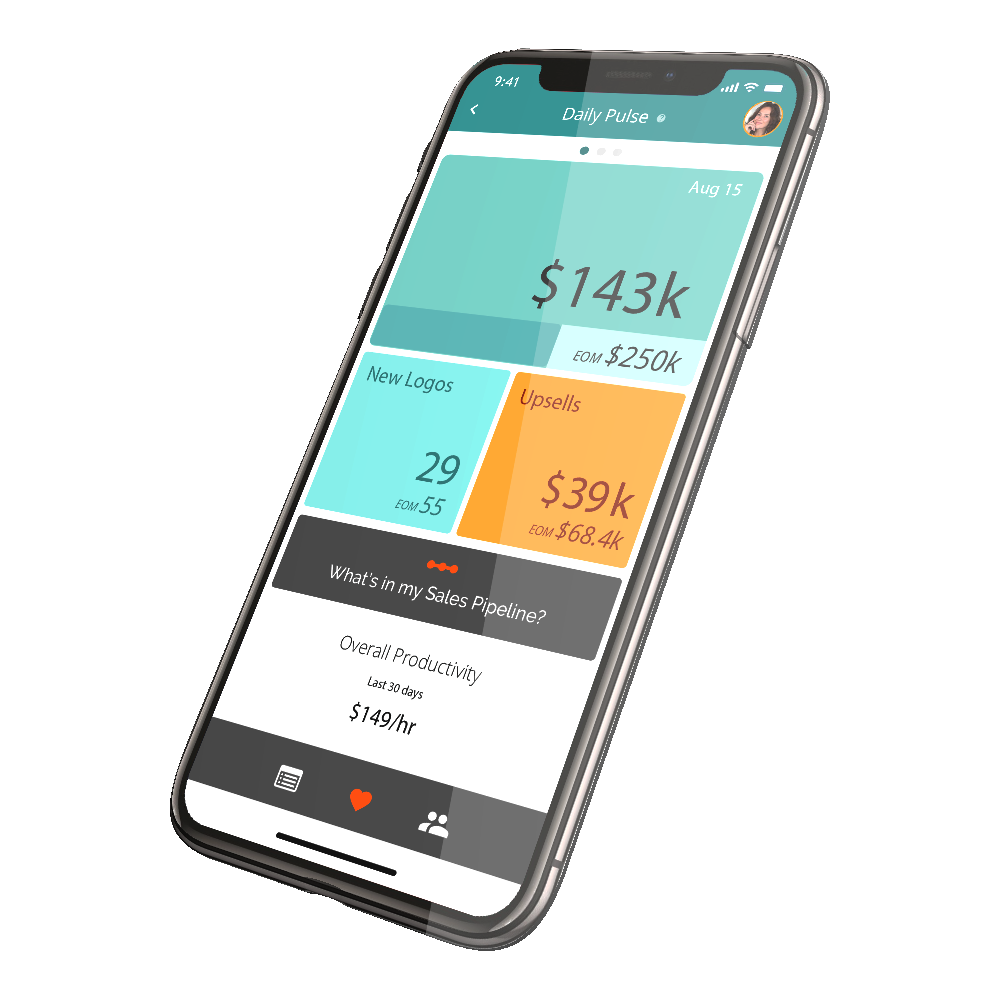 9:41
Daily Pulse ?
Aug 15
$143k
EOM $250k
New Logos
29
EOM 55
Upsells
$39k
EOM $68.4k
What's in my Sales Pipeline?
Overall Productivity
Last 30 days
$149/hr